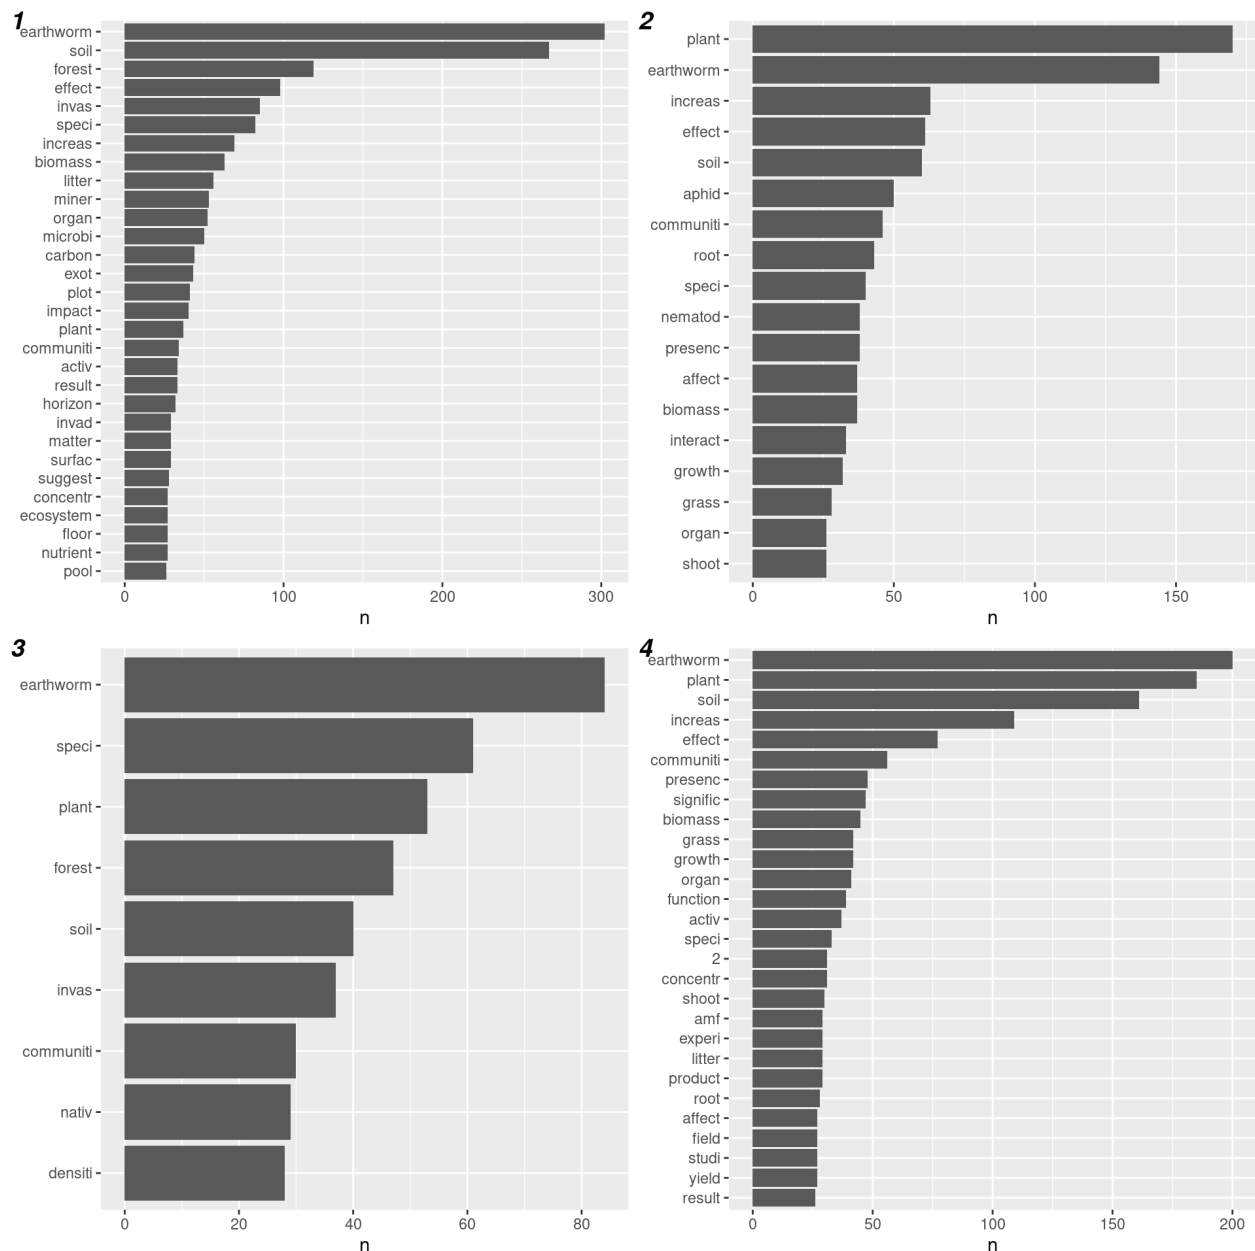 1
earthworm
soil
forest
effect
invas
speci
increas
biomass
litter
miner
organ
microbi
carbon
exot
plot
impact
plant
communiti
activ
result
horizon
invad
matter
surfac
suggest
concentr
ecosystem
floor
nutrient
pool
0 100 200 300
n
2
plant
earthworm
increas
effect
soil
aphid
communiti
root
speci
nematod
presenc
affect
biomass
interact
growth
grass
organ
shoot
0 50 100 150
n
3
earthworm
speci
plant
forest
soil
invas
communiti
nativ
densiti
0 20 40 60 80
n
4
earthworm
plant
soil
increas
effect
communiti
presenc
signific
biomass
grass
growth
organ
function
activ
speci
2
concentr
shoot
amf
experi
litter
product
root
affect
field
studi
yield
result
0 50 100 150 200
n